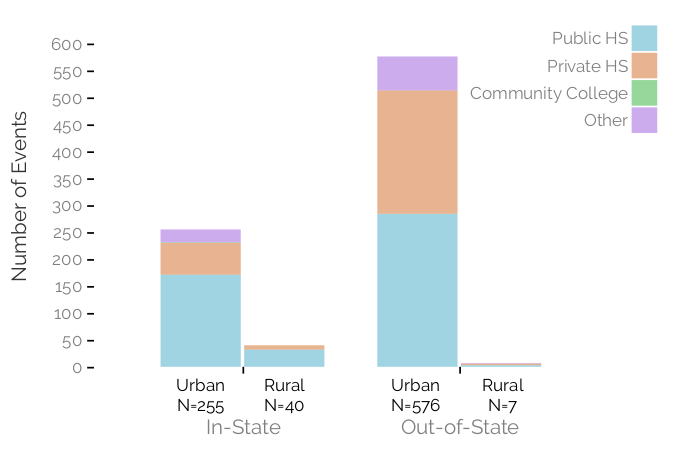 Public HS
Private HS
Community College
Other
Number of Events
600
550
500
450
400
350
300
250
200
150
100
50
0
Urban
N=255
Rural
N=40
Urban
N=576
Rural
N=7
In-State
Out-of-State